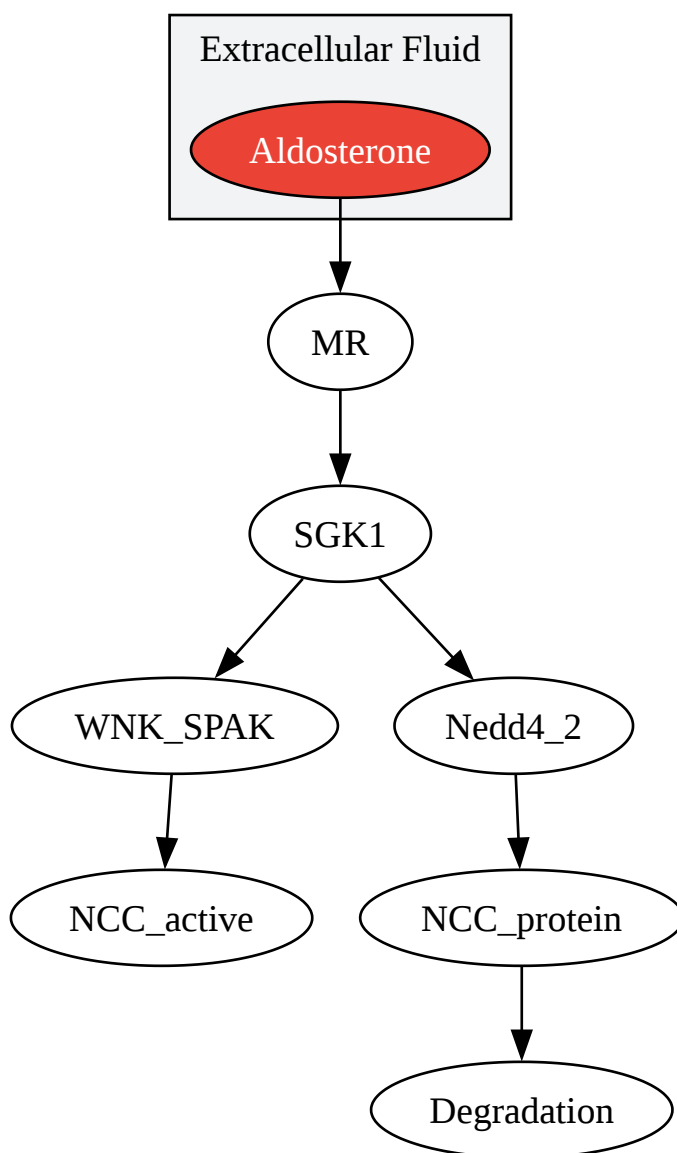 Extracellular Fluid
Aldosterone
MR
SGK1
WNK_SPAK
Nedd4_2
NCC_active
NCC_protein
Degradation